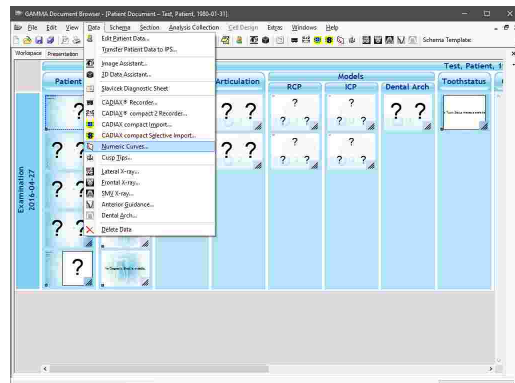 GAMMA Document Browser - [Patient Document - Test, Patient, 1980-01-31]
File Edit View Data Schema Section Analysis Collection Cell Design Extras Windows Help
Schema Template:
Workspace Presentation
Edit Patient Data...
Transfer Patient Data to IPS...
Image Assistant...
3D Data Assistant...
Slavicek Diagnostic Sheet
CADIAX® Recorder...
CADIAX® compact 2 Recorder...
CADIAX compact Import...
CADIAX compact Selective Import...
Numeric Curves...
Cusp Tips...
Lateral X-ray...
Frontal X-ray...
SMV X-ray...
Anterior Guidance...
Dental Arch...
Delete Data
Test, Patient, 1
Patient
Articulation
Models
RCP
ICP
Dental Arch
Toothstatus
Examination
2016-04-27
? ? ? ? ? ? ?
? ? ? ? ? ?
? ? ? ? ? ? ? ?
? ? ? ?
? ?
? ?
?